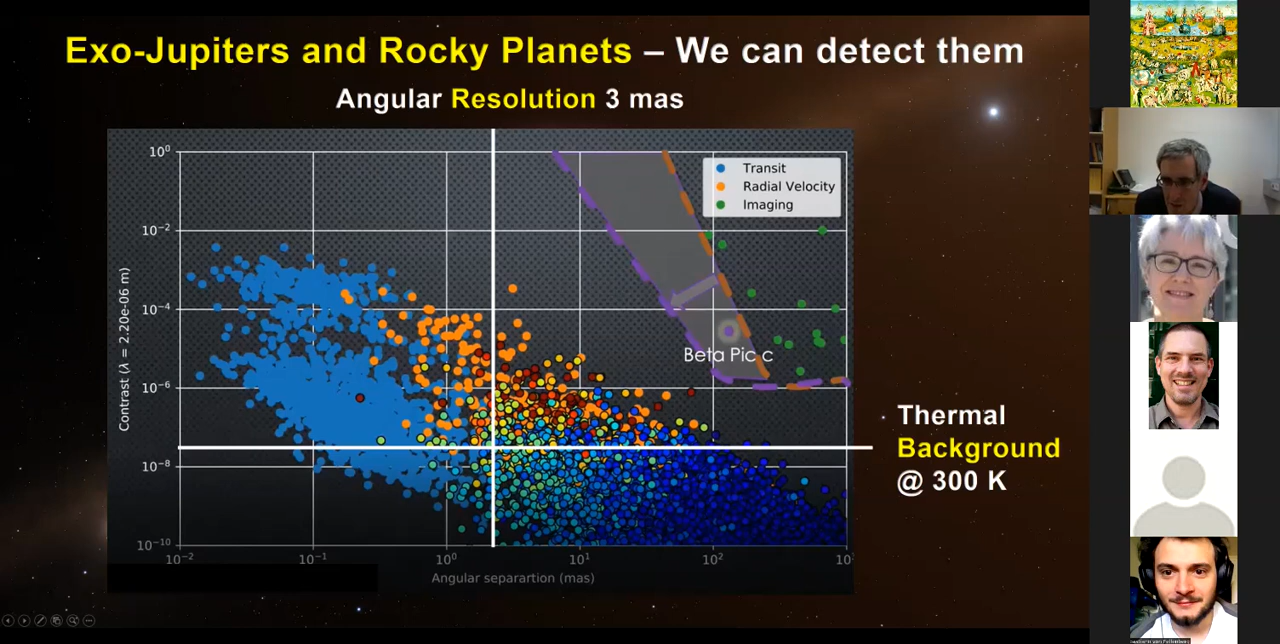 Exo-Jupiters and Rocky Planets – We can detect them
Angular Resolution 3 mas
Transit
Radial Velocity
Imaging
10⁰
10⁻²
10⁻⁴
10⁻⁶
10⁻⁸
10⁻¹⁰
Contrast (λ = 2.20e-06 m)
Beta Pic c
Thermal
Background
@ 300 K
10⁻² 10⁻¹ 10⁰ 10¹ 10² 10
Angular separartion (mas)